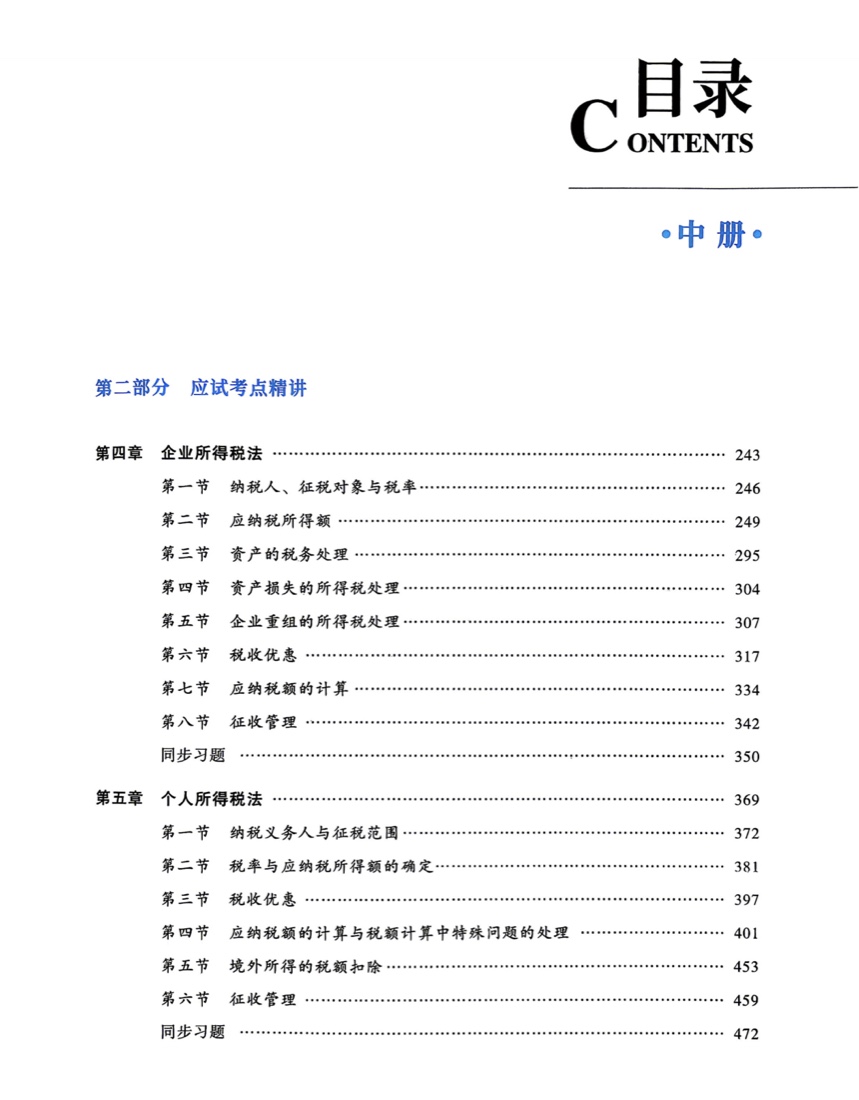 目录
CONTENTS
·中 册·
第二部分 应试考点精讲
第四章 企业所得税法 …… 243
第一节 纳税人、征税对象与税率 …… 246
第二节 应纳税所得额 …… 249
第三节 资产的税务处理 …… 295
第四节 资产损失的所得税处理 …… 304
第五节 企业重组的所得税处理 …… 307
第六节 税收优惠 …… 317
第七节 应纳税额的计算 …… 334
第八节 征收管理 …… 342
同步习题 …… 350
第五章 个人所得税法 …… 369
第一节 纳税义务人与征税范围 …… 372
第二节 税率与应纳税所得额的确定 …… 381
第三节 税收优惠 …… 397
第四节 应纳税额的计算与税额计算中特殊问题的处理 …… 401
第五节 境外所得的税额扣除 …… 453
第六节 征收管理 …… 459
同步习题 …… 472